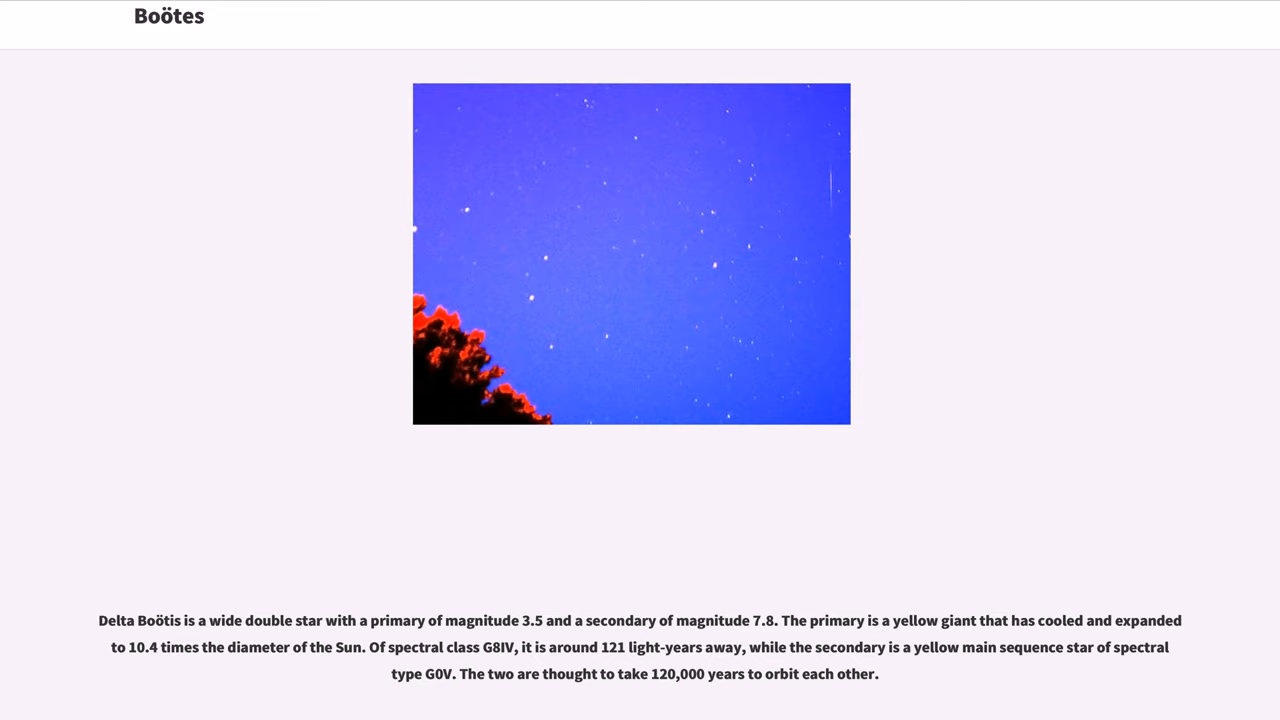 Boötes
Delta Boötis is a wide double star with a primary of magnitude 3.5 and a secondary of magnitude 7.8. The primary is a yellow giant that has cooled and expanded
to 10.4 times the diameter of the Sun. Of spectral class G8IV, it is around 121 light-years away, while the secondary is a yellow main sequence star of spectral
type G0V. The two are thought to take 120,000 years to orbit each other.